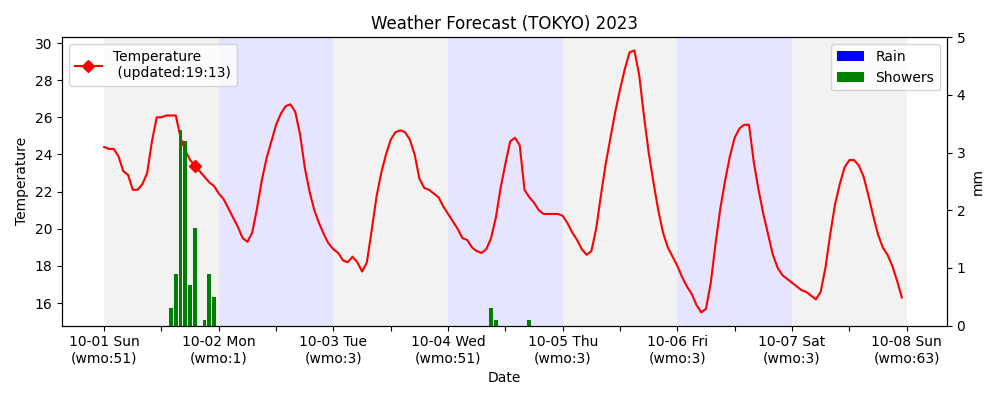 Weather Forecast (TOKYO) 2023
Temperature
(updated:19:13)
Rain
Showers
30
28
26
24
22
20
18
16
Temperature
5
4
3
2
1
0
mm
10-01 Sun
(wmo:51)
10-02 Mon
(wmo:1)
10-03 Tue
(wmo:3)
10-04 Wed
(wmo:51)
10-05 Thu
(wmo:3)
10-06 Fri
(wmo:3)
10-07 Sat
(wmo:3)
10-08 Sun
(wmo:63)
Date